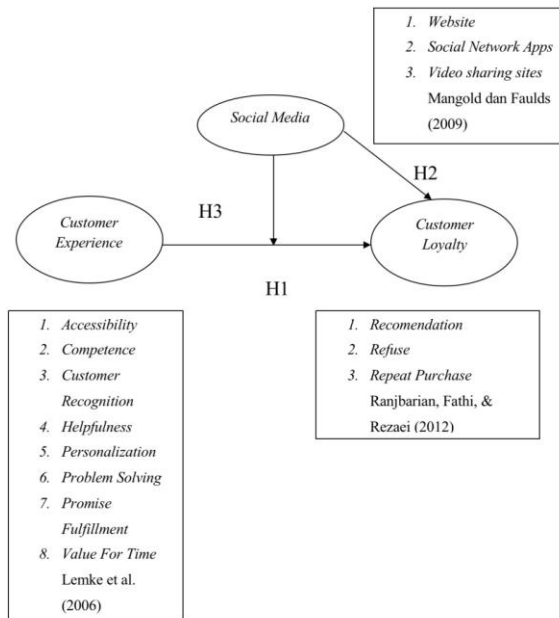 1. Website
2. Social Network Apps
3. Video sharing sites
Mangold dan Faulds
(2009)
Social Media
H2
H3
Customer
Experience
Customer
Loyalty
H1
1. Accessibility
2. Competence
3. Customer
Recognition
4. Helpfulness
5. Personalization
6. Problem Solving
7. Promise
Fulfillment
8. Value For Time
Lemke et al.
(2006)
1. Recomendation
2. Refuse
3. Repeat Purchase
Ranjbarian, Fathi, &
Rezaei (2012)